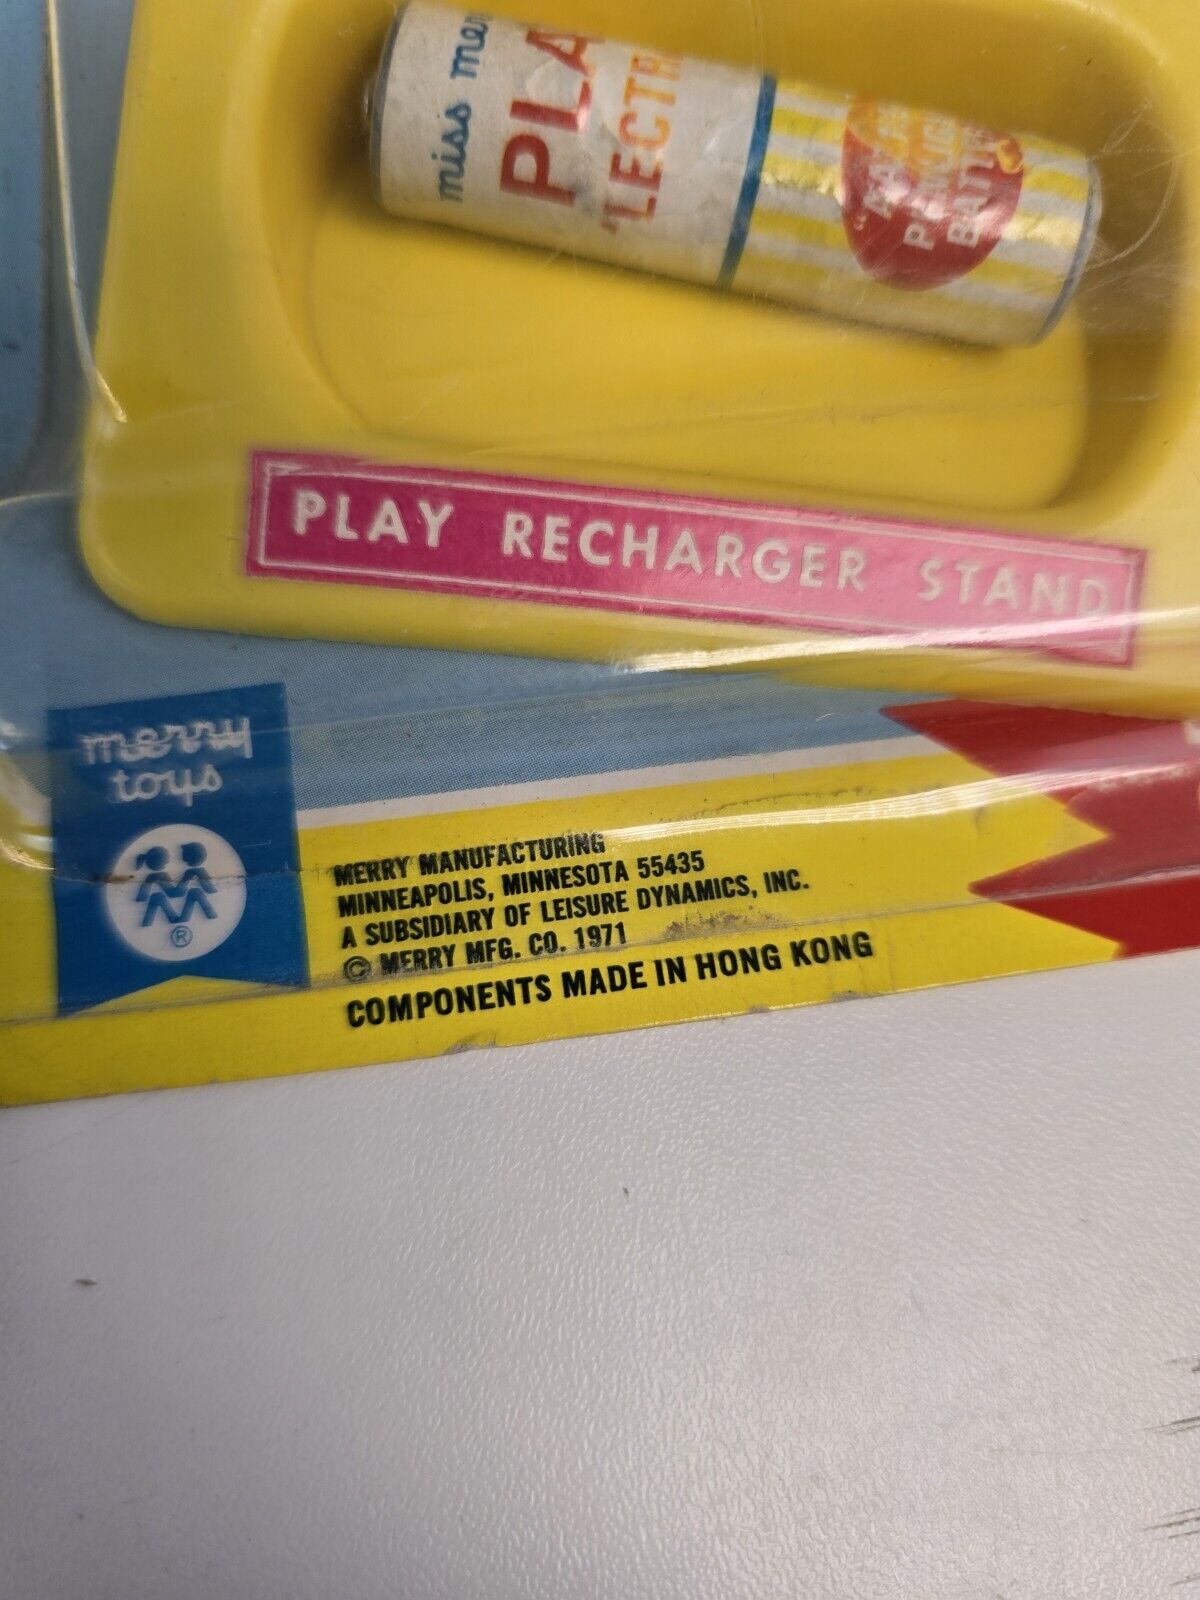 miss
PLA
'LECTR
PLAY RECHARGER STAND
merry
toys
®
MERRY MANUFACTURING
MINNEAPOLIS, MINNESOTA 55435
A SUBSIDIARY OF LEISURE DYNAMICS, INC.
© MERRY MFG. CO. 1971
COMPONENTS MADE IN HONG KONG